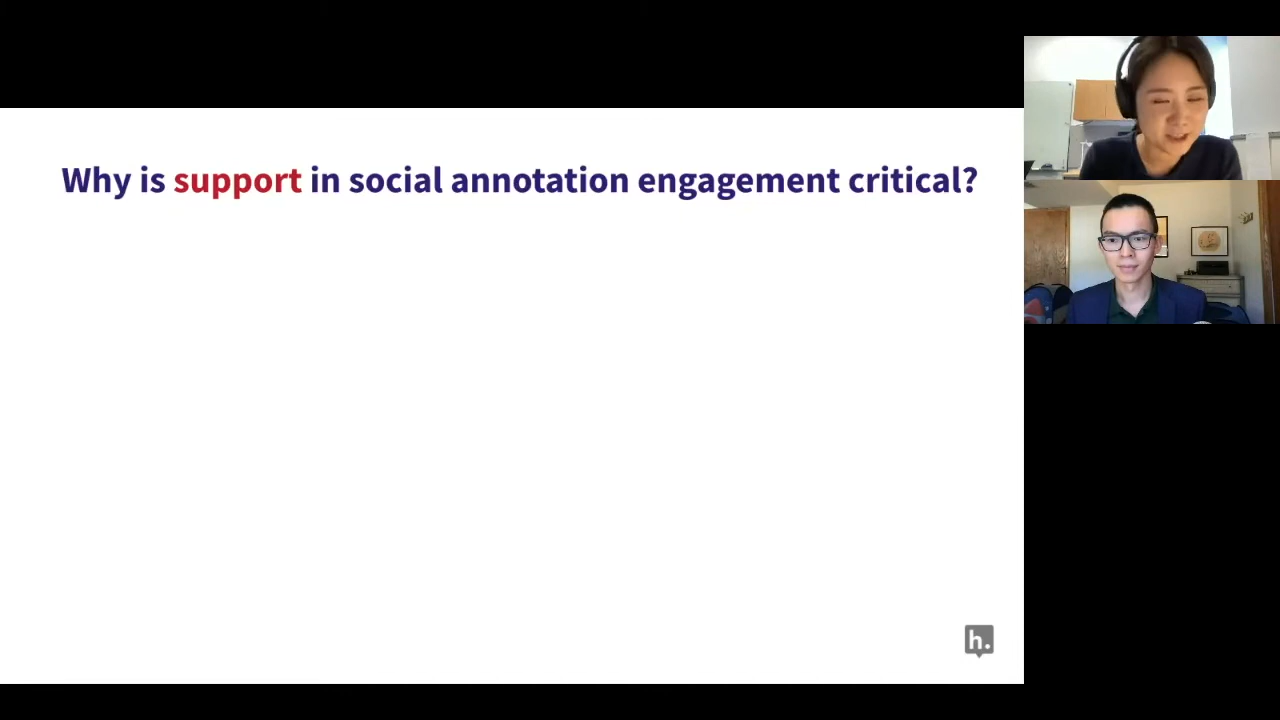 Why is support in social annotation engagement critical?
h.